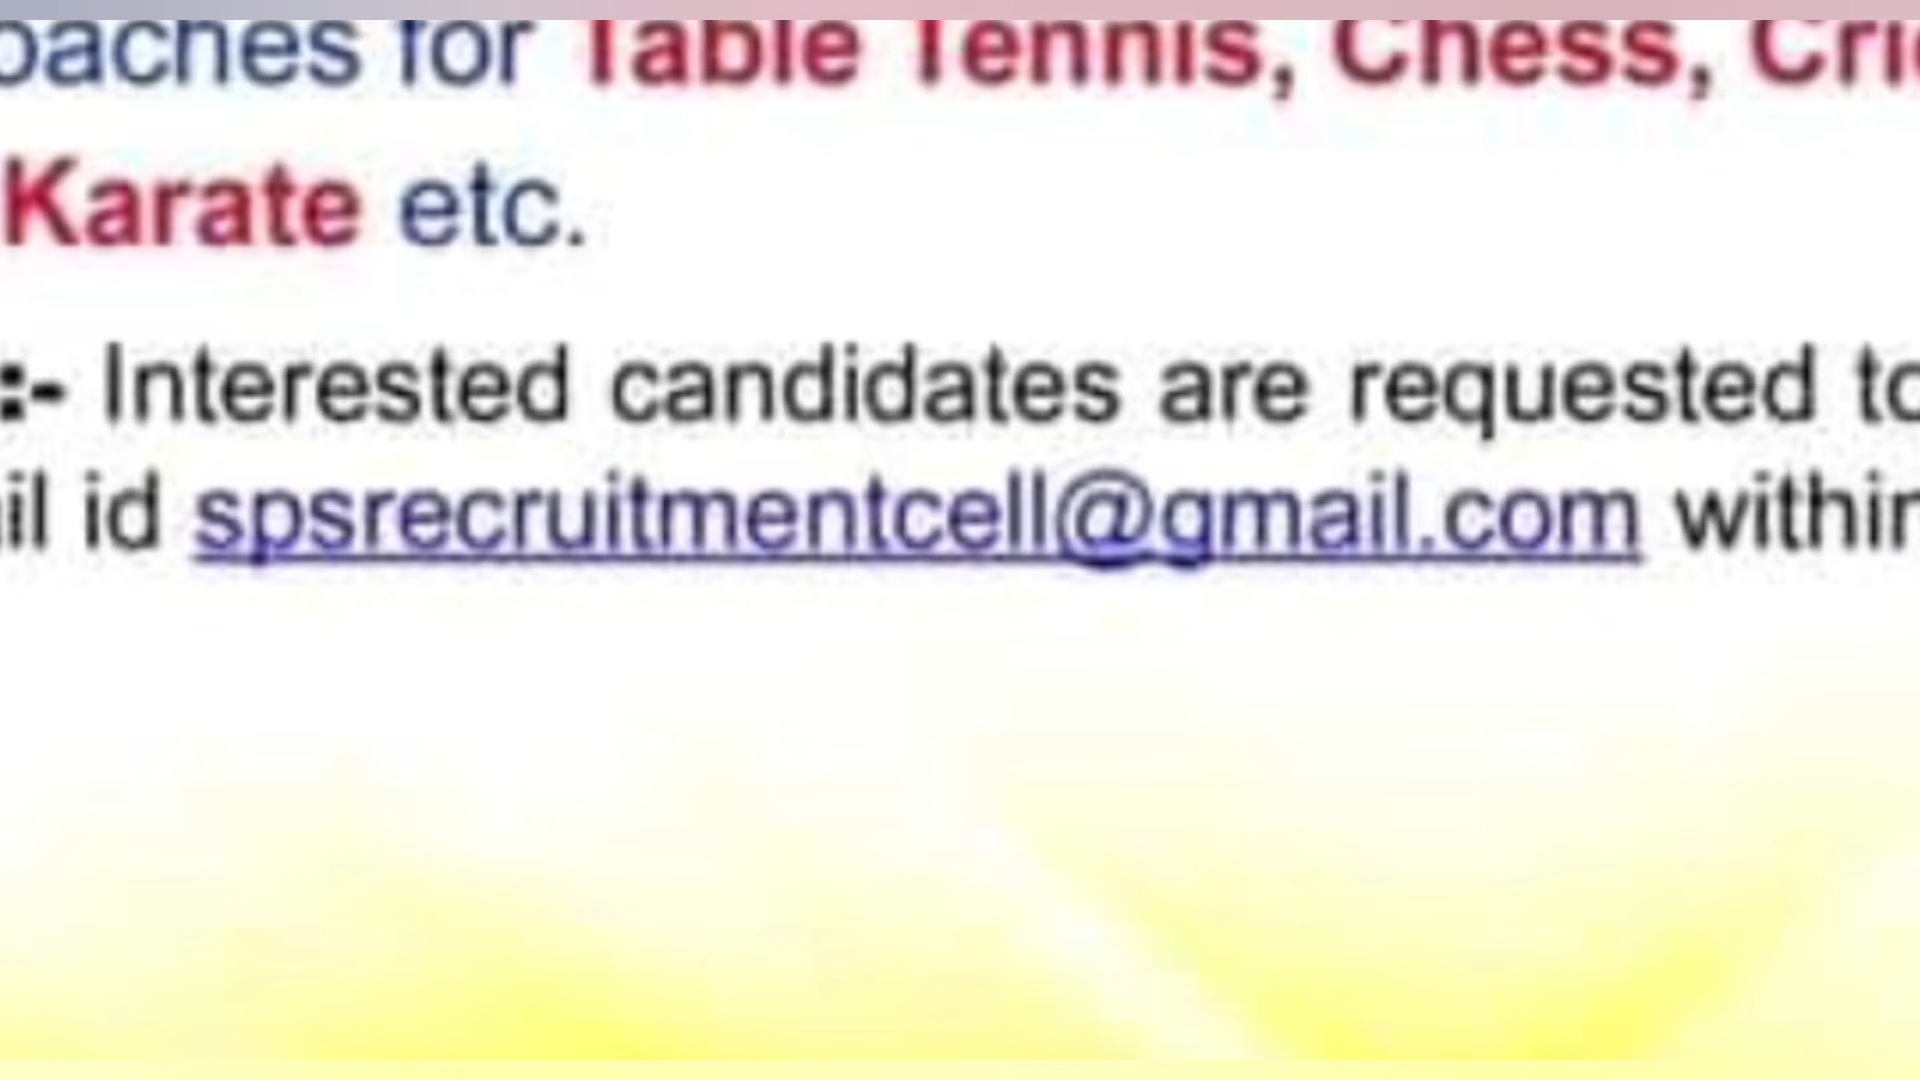 oaches for Table Tennis, Chess, Cri
Karate etc.
:- Interested candidates are requested to
il id spsrecruitmentcell@gmail.com within